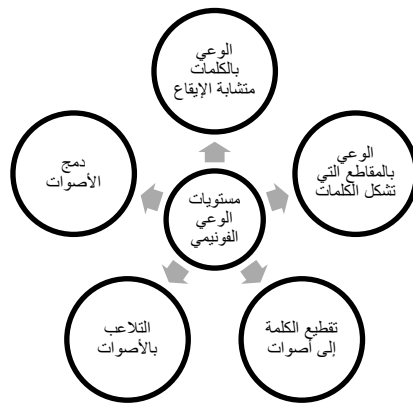 الوعي
بالكلمات
متشابة الإيقاع
الوعي
بالمقاطع التي
تشكل الكلمات
دمج
الأصوات
مستويات
الوعي
الفونيمي
التلاعب
بالأصوات
تقطيع الكلمة
إلى أصوات